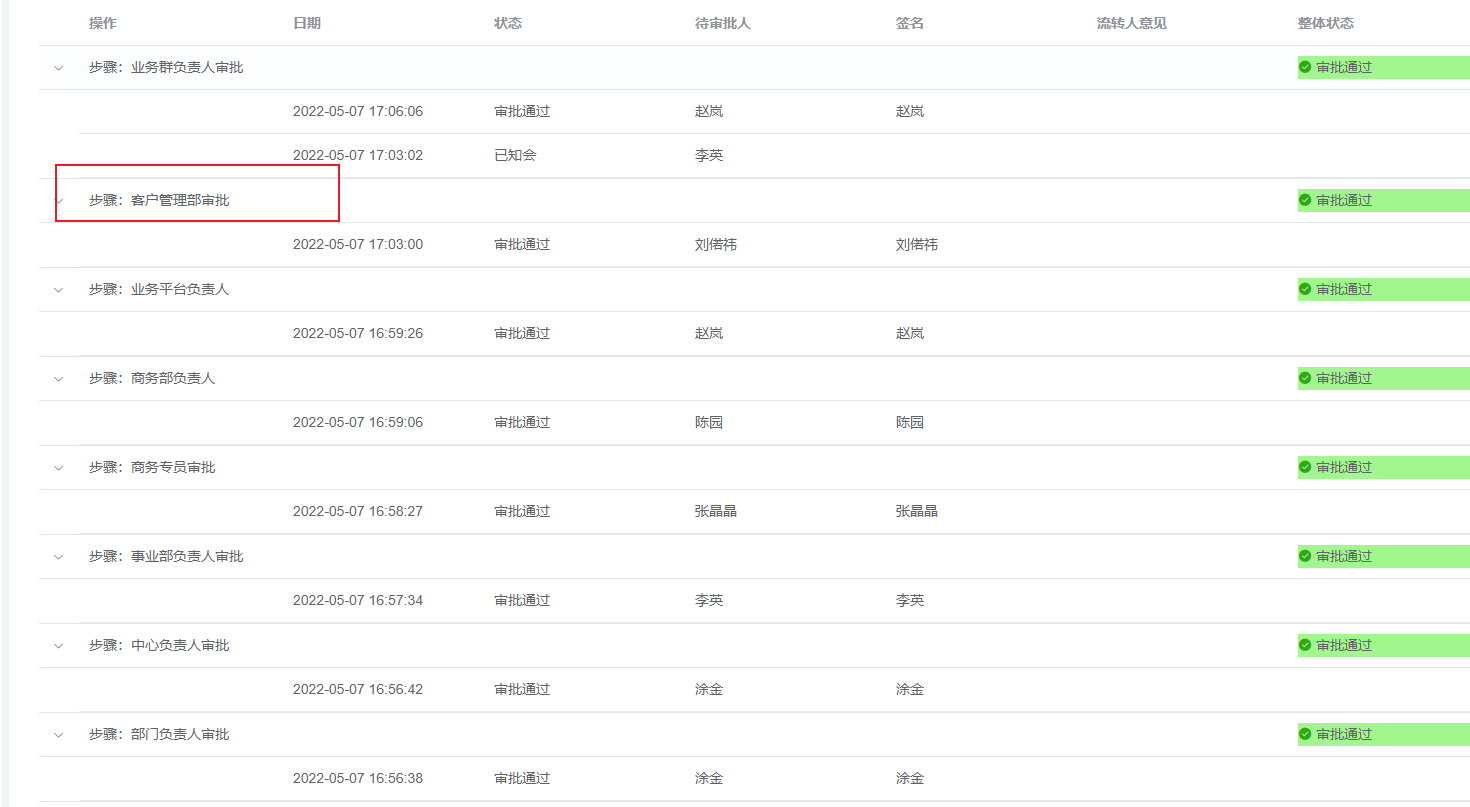 操作 日期 状态 待审批人 签名 流转人意见 整体状态
步骤：业务群负责人审批 审批通过
2022-05-07 17:06:06 审批通过 赵岚 赵岚
2022-05-07 17:03:02 已知会 李英
步骤：客户管理部审批 审批通过
2022-05-07 17:03:00 审批通过 刘偌祎 刘偌祎
步骤：业务平台负责人 审批通过
2022-05-07 16:59:26 审批通过 赵岚 赵岚
步骤：商务部负责人 审批通过
2022-05-07 16:59:06 审批通过 陈园 陈园
步骤：商务专员审批 审批通过
2022-05-07 16:58:27 审批通过 张晶晶 张晶晶
步骤：事业部负责人审批 审批通过
2022-05-07 16:57:34 审批通过 李英 李英
步骤：中心负责人审批 审批通过
2022-05-07 16:56:42 审批通过 涂金 涂金
步骤：部门负责人审批 审批通过
2022-05-07 16:56:38 审批通过 涂金 涂金